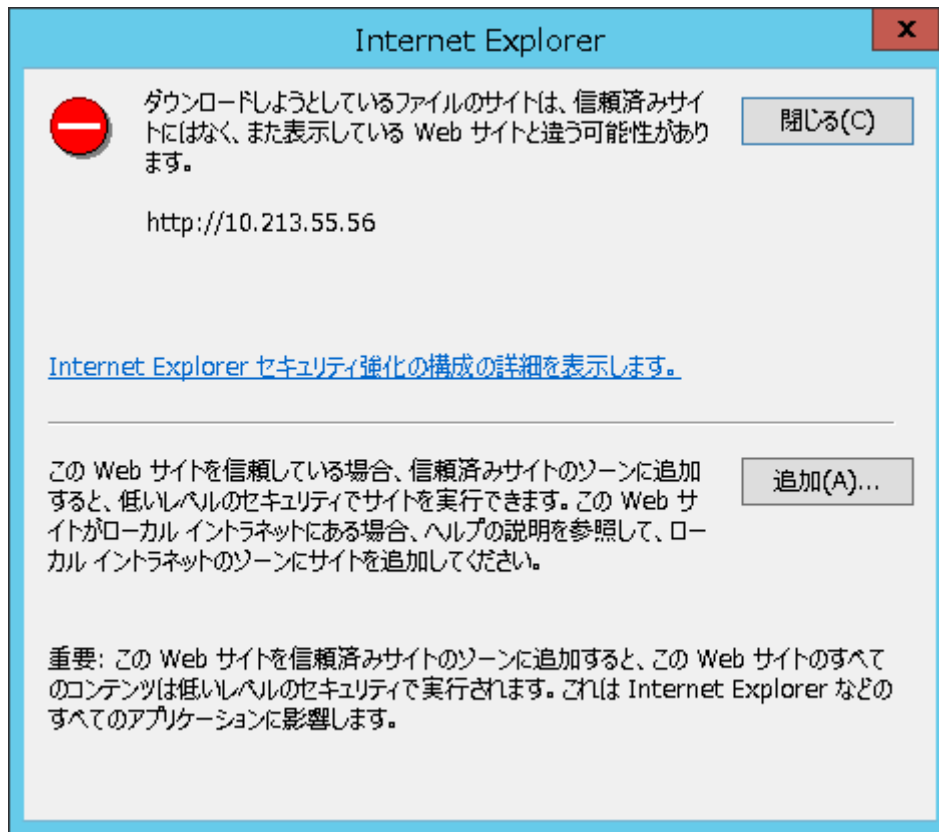 Internet Explorer
x
ダウンロードしようとしているファイルのサイトは、信頼済みサイ
トにはなく、また表示している Web サイトと違う可能性があり
ます。
閉じる(C)
http://10.213.55.56
Internet Explorer セキュリティ強化の構成の詳細を表示します。
この Web サイトを信頼している場合、信頼済みサイトのゾーンに追加
すると、低いレベルのセキュリティでサイトを実行できます。この Web サ
イトがローカル イントラネットにある場合、ヘルプの説明を参照して、ロー
カル イントラネットのゾーンにサイトを追加してください。
追加(A)...
重要: この Web サイトを信頼済みサイトのゾーンに追加すると、この Web サイトのすべて
のコンテンツは低いレベルのセキュリティで実行されます。これは Internet Explorer などの
すべてのアプリケーションに影響します。